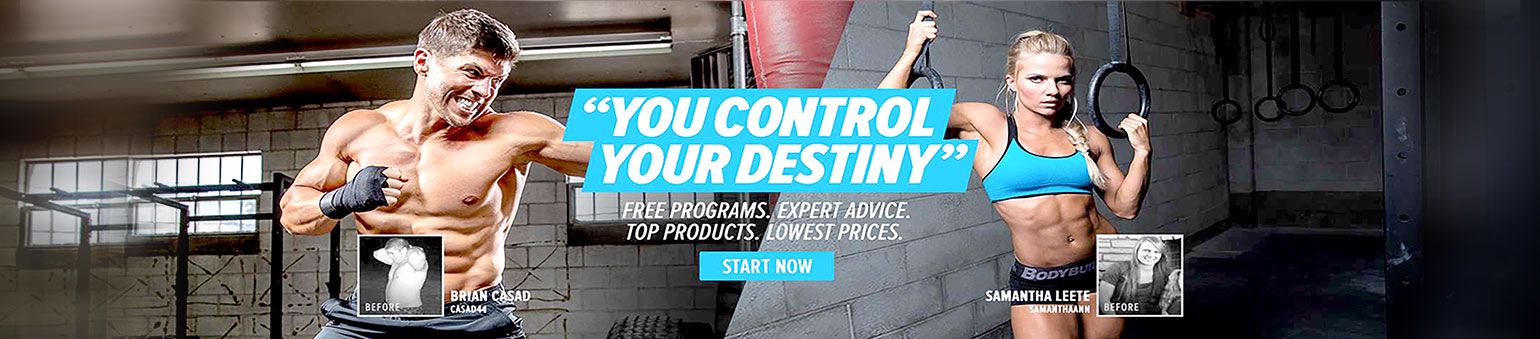 “YOU CONTROL
YOUR DESTINY”
FREE PROGRAMS. EXPERT ADVICE.
TOP PRODUCTS. LOWEST PRICES.
START NOW
BEFORE
BRIAN CASAD
CASAD44
SAMANTHA LEETE
SAMANTHAANN
BEFORE